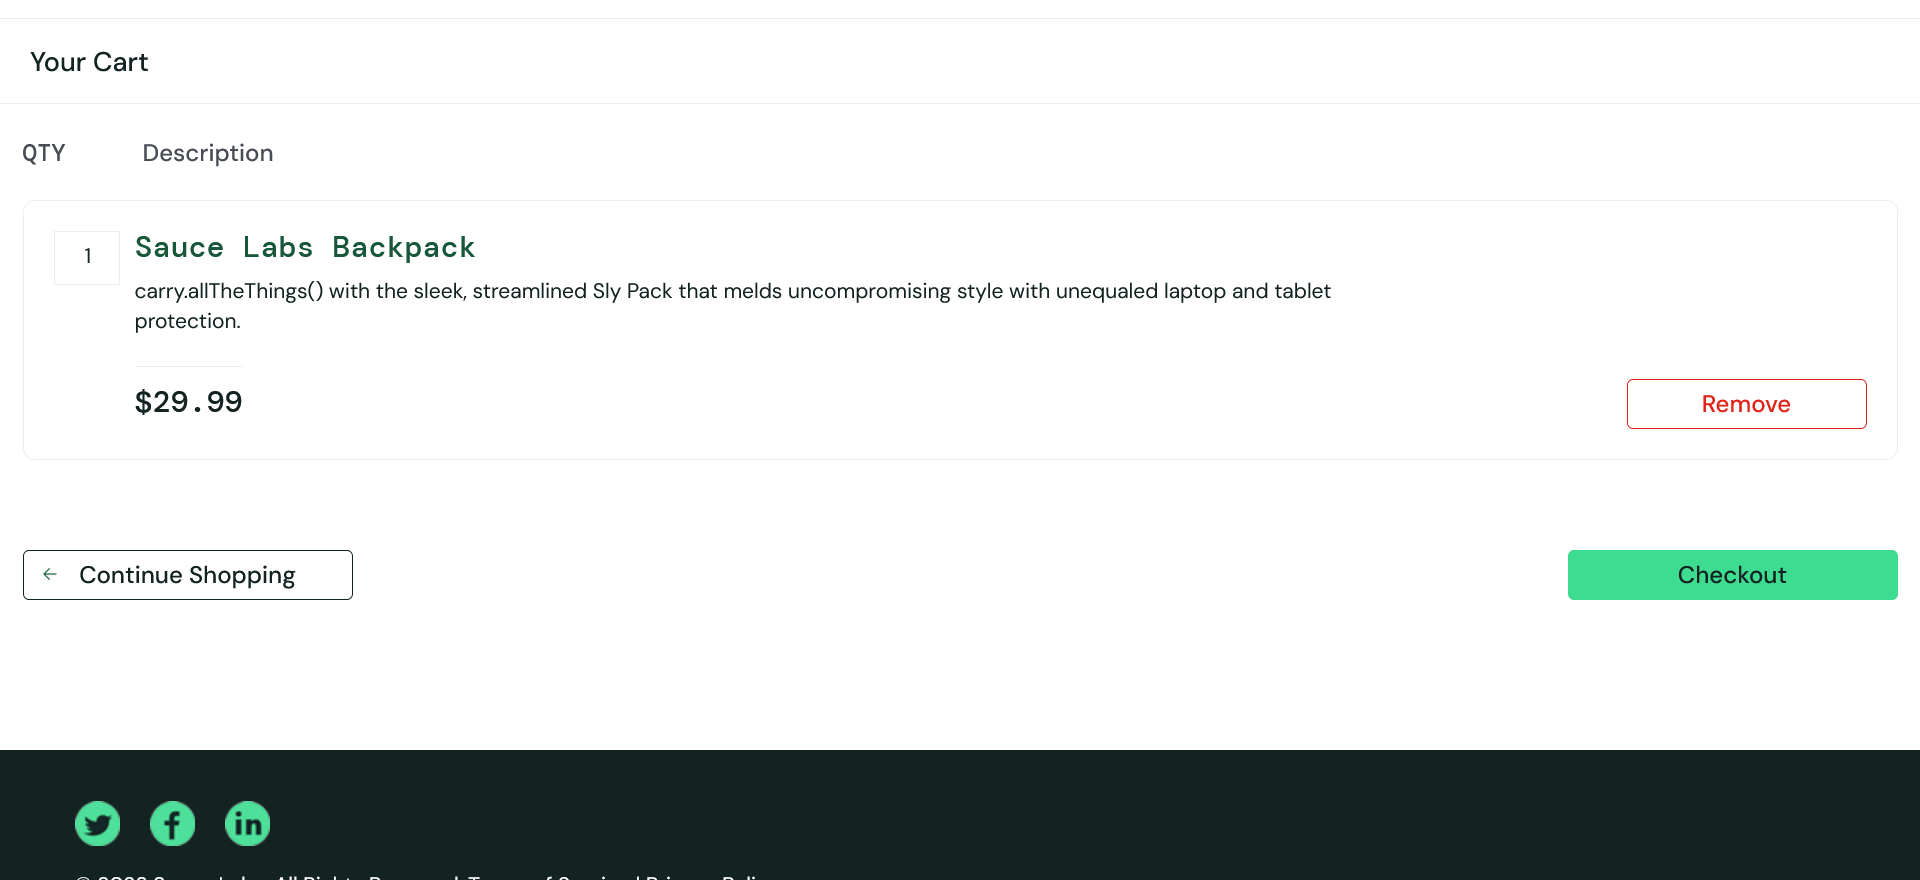 Your Cart
QTY Description
1 Sauce Labs Backpack
carry.allTheThings() with the sleek, streamlined Sly Pack that melds uncompromising style with unequaled laptop and tablet
protection.
$29.99
Remove
← Continue Shopping
Checkout